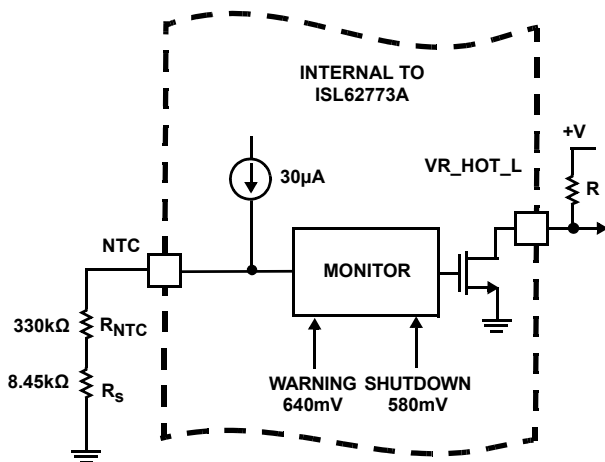 INTERNAL TO
ISL62773A
+V
VR_HOT_L
30µA
R
NTC
MONITOR
330kΩ
RNTC
8.45kΩ
Rs
WARNING
640mV
SHUTDOWN
580mV